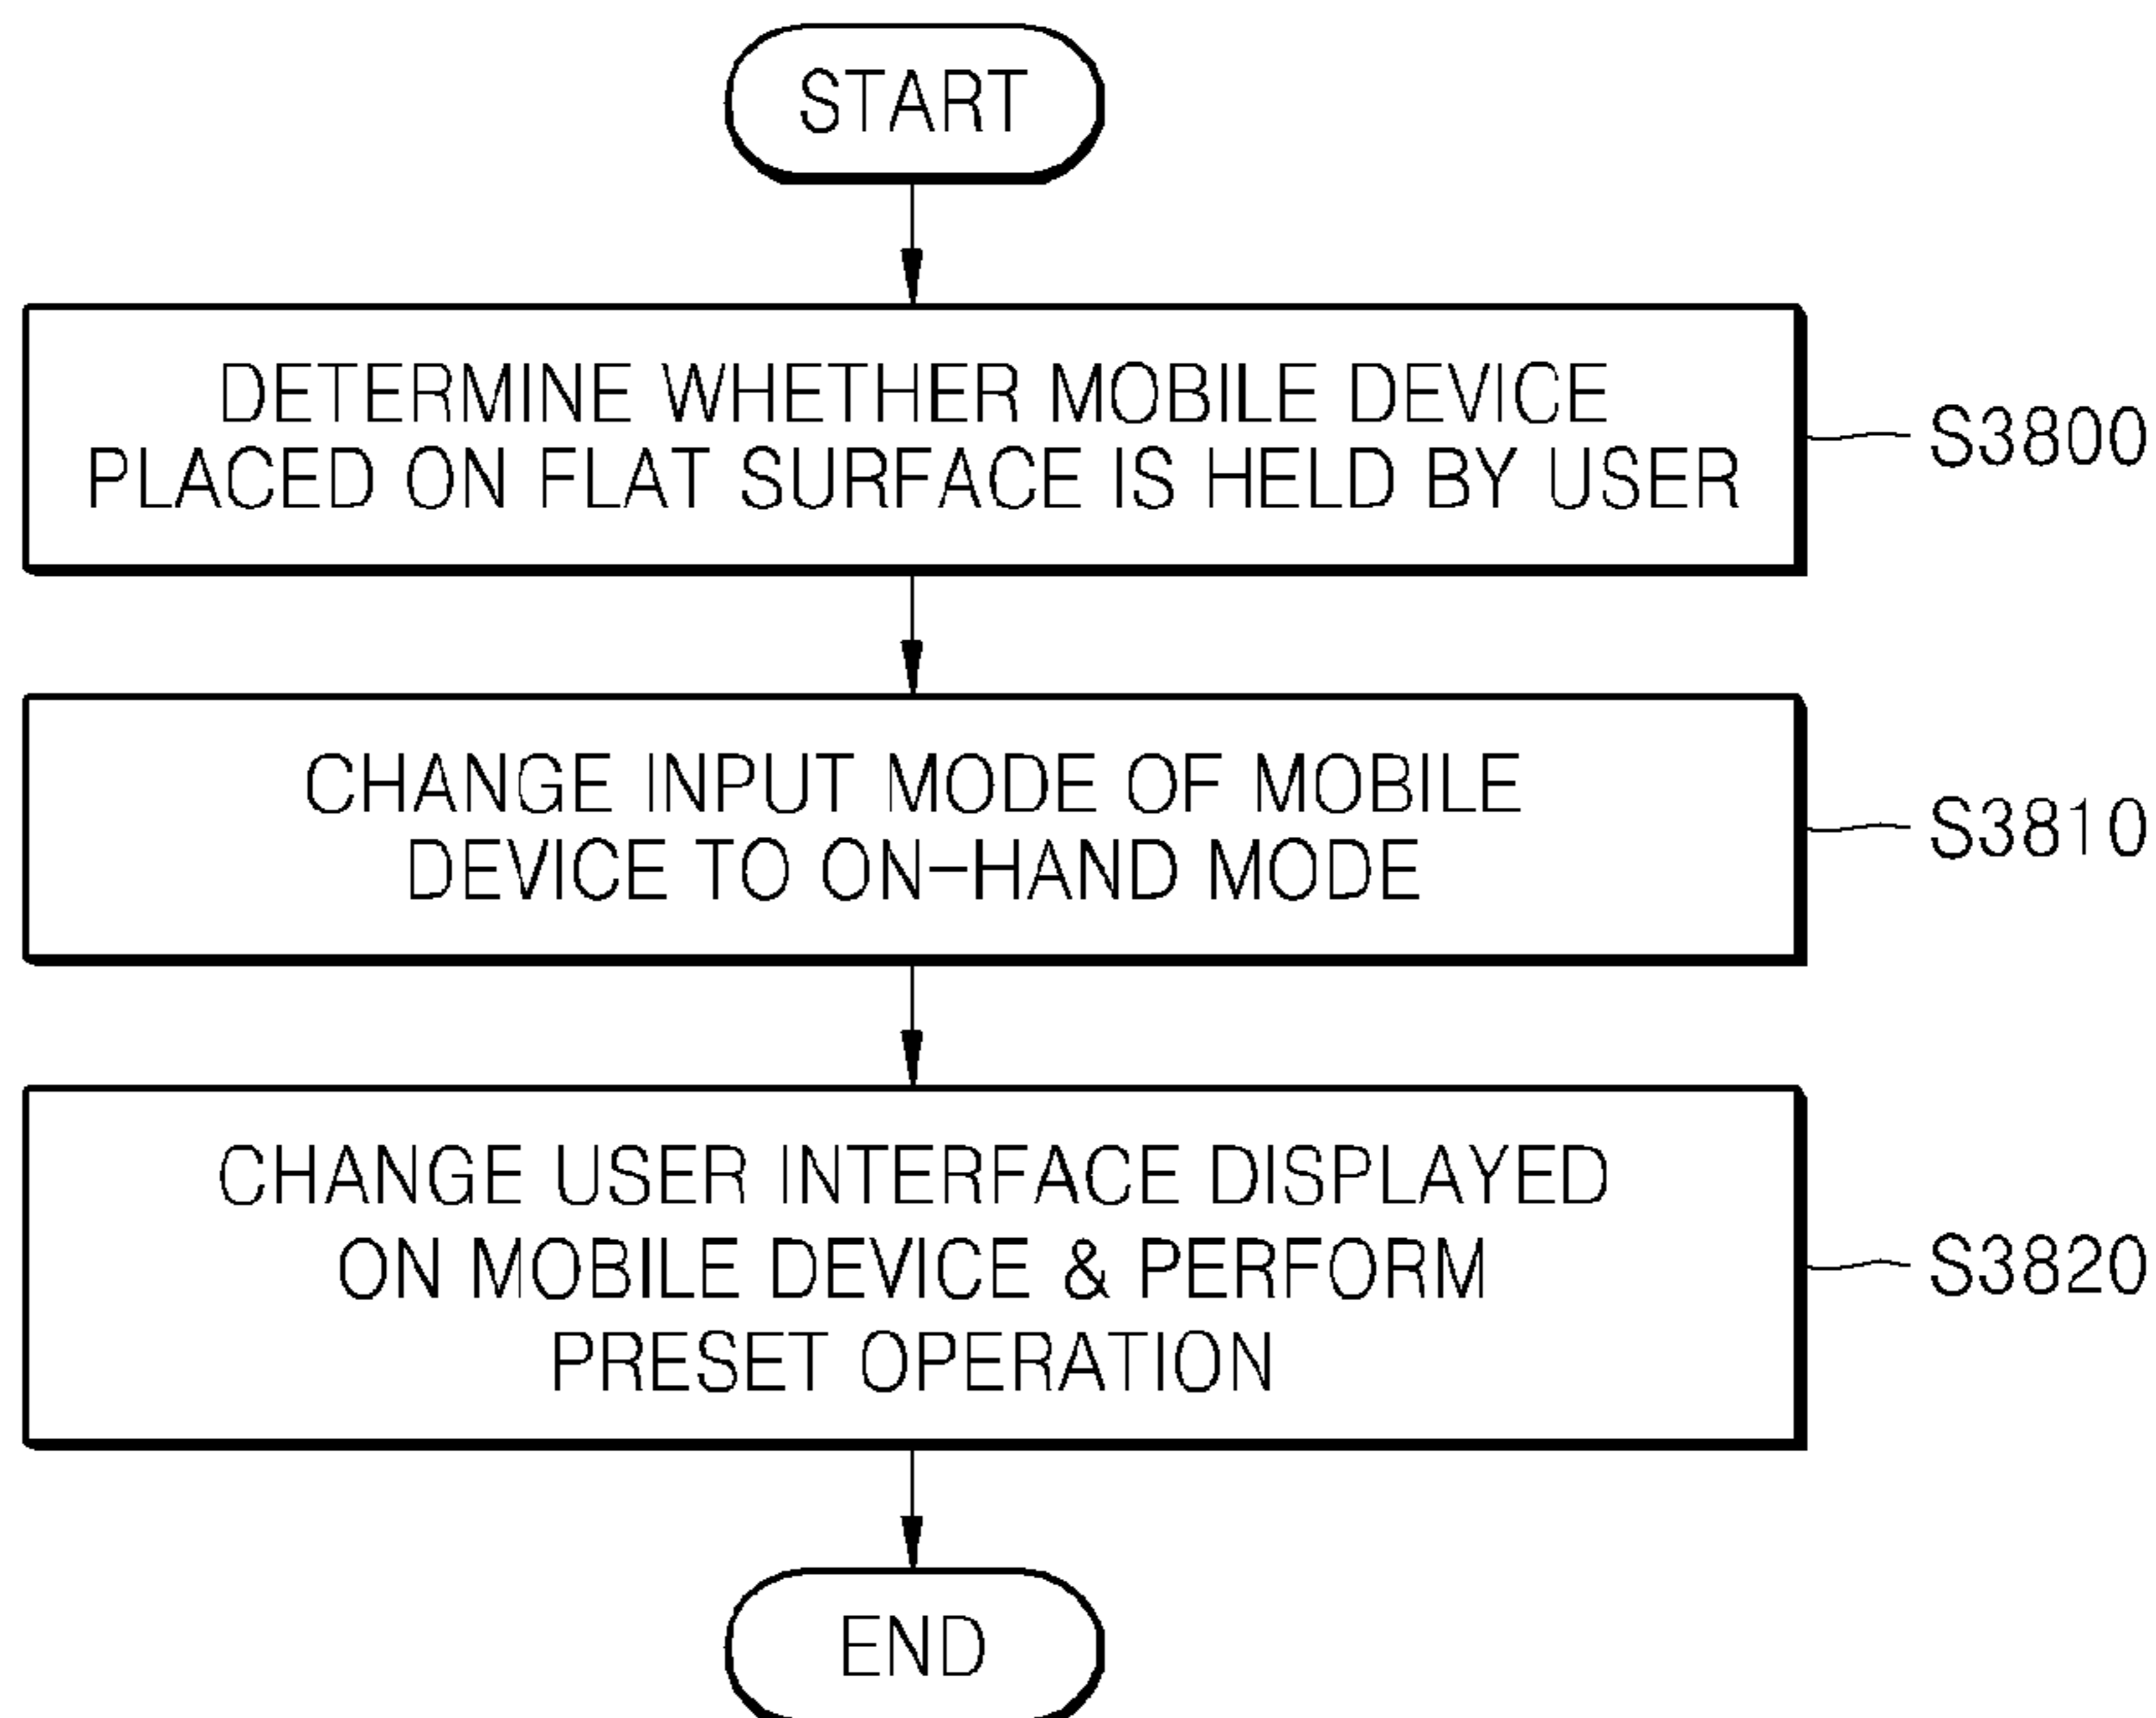 START
DETERMINE WHETHER MOBILE DEVICE
PLACED ON FLAT SURFACE IS HELD BY USER
S3800
CHANGE INPUT MODE OF MOBILE
DEVICE TO ON-HAND MODE
S3810
CHANGE USER INTERFACE DISPLAYED
ON MOBILE DEVICE & PERFORM
PRESET OPERATION
S3820
END